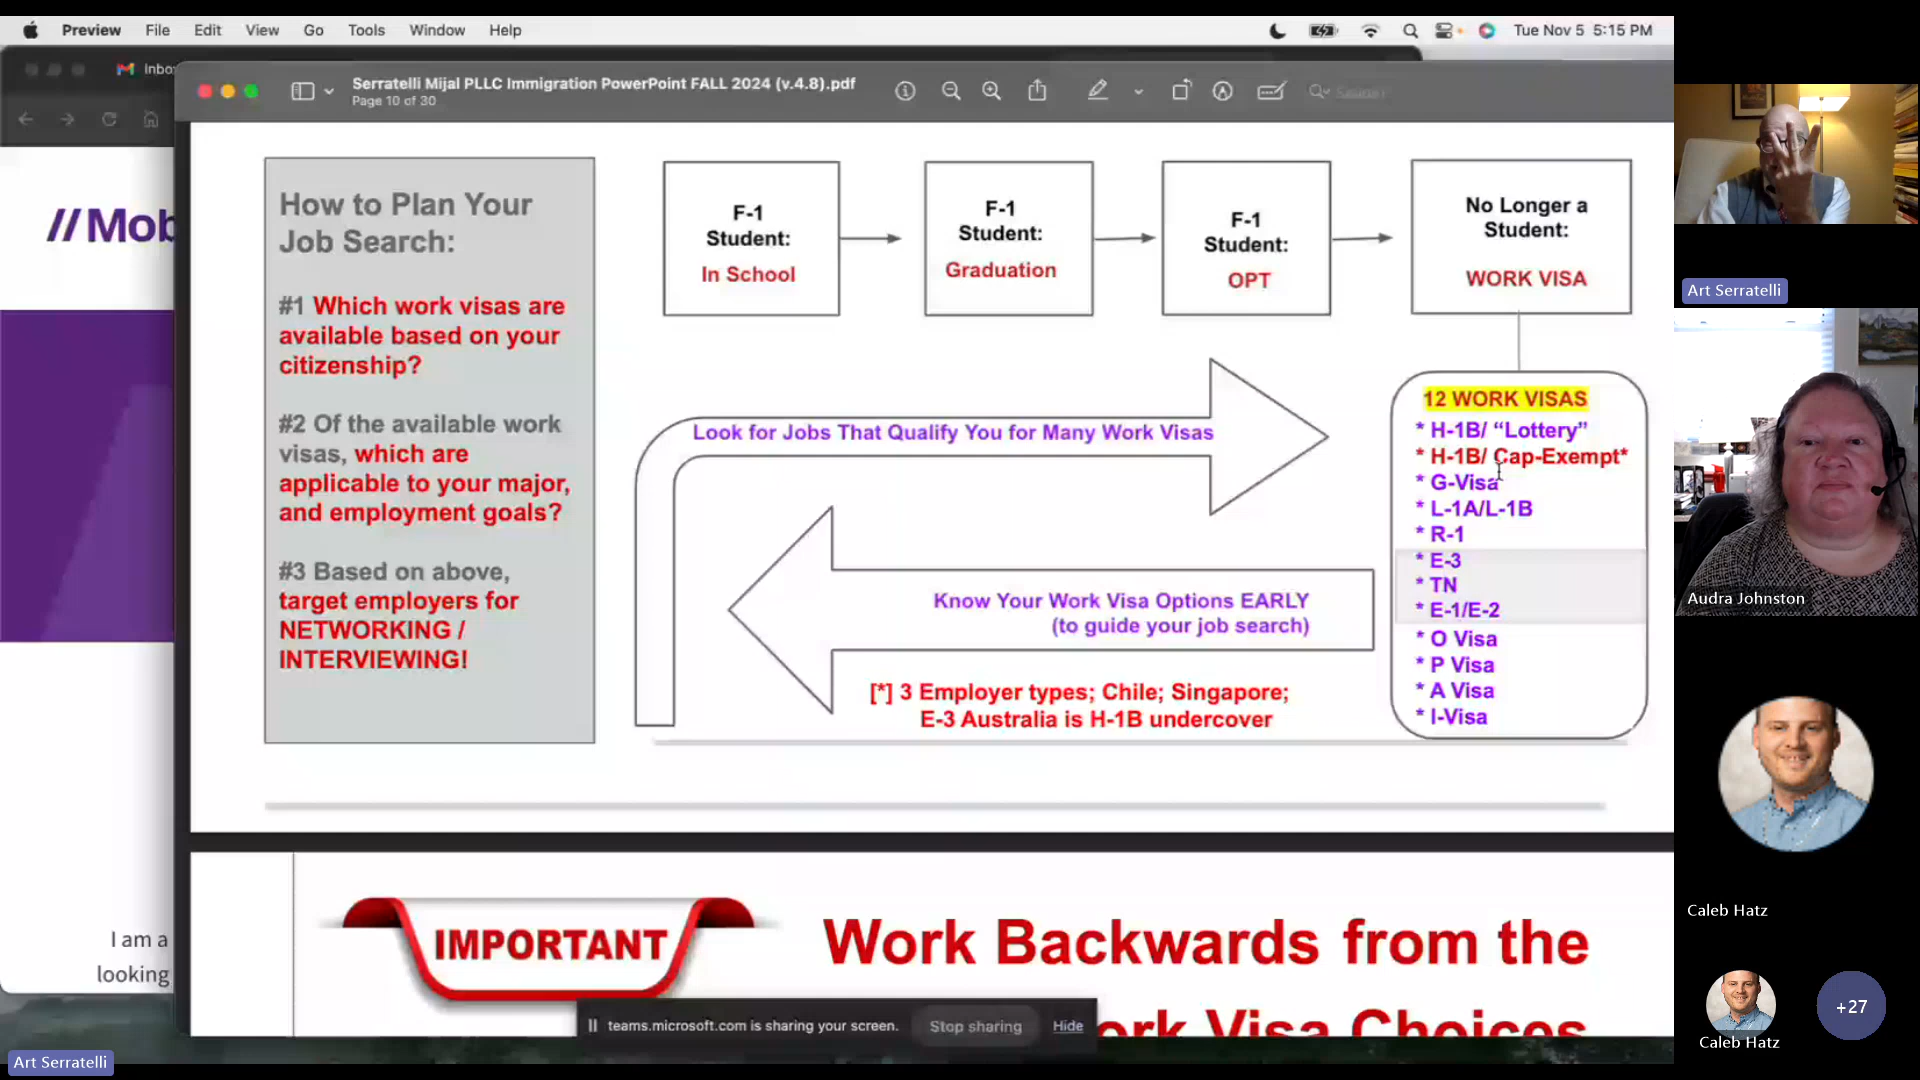 Preview File Edit View Go Tools Window Help
Tue Nov 5 5:15 PM
Inbo
Serratelli Mijal PLLC Immigration PowerPoint FALL 2024 (v.4.8).pdf
Page 10 of 30
Search
// Mob
I am a
looking
How to Plan Your
Job Search:
#1 Which work visas are
available based on your
citizenship?
#2 Of the available work
visas, which are
applicable to your major,
and employment goals?
#3 Based on above,
target employers for
NETWORKING /
INTERVIEWING!
F-1
Student:
In School
F-1
Student:
Graduation
F-1
Student:
OPT
No Longer a
Student:
WORK VISA
Look for Jobs That Qualify You for Many Work Visas
Know Your Work Visa Options EARLY
(to guide your job search)
[*] 3 Employer types; Chile; Singapore;
E-3 Australia is H-1B undercover
12 WORK VISAS
* H-1B/ “Lottery”
* H-1B/ Cap-Exempt*
* G-Visa
* L-1A/L-1B
* R-1
* E-3
* TN
* E-1/E-2
* O Visa
* P Visa
* A Visa
* I-Visa
IMPORTANT
Work Backwards from the
ork Visa Choices
teams.microsoft.com is sharing your screen.
Stop sharing
Hide
Art Serratelli
Art Serratelli
Audra Johnston
Caleb Hatz
Caleb Hatz
+27